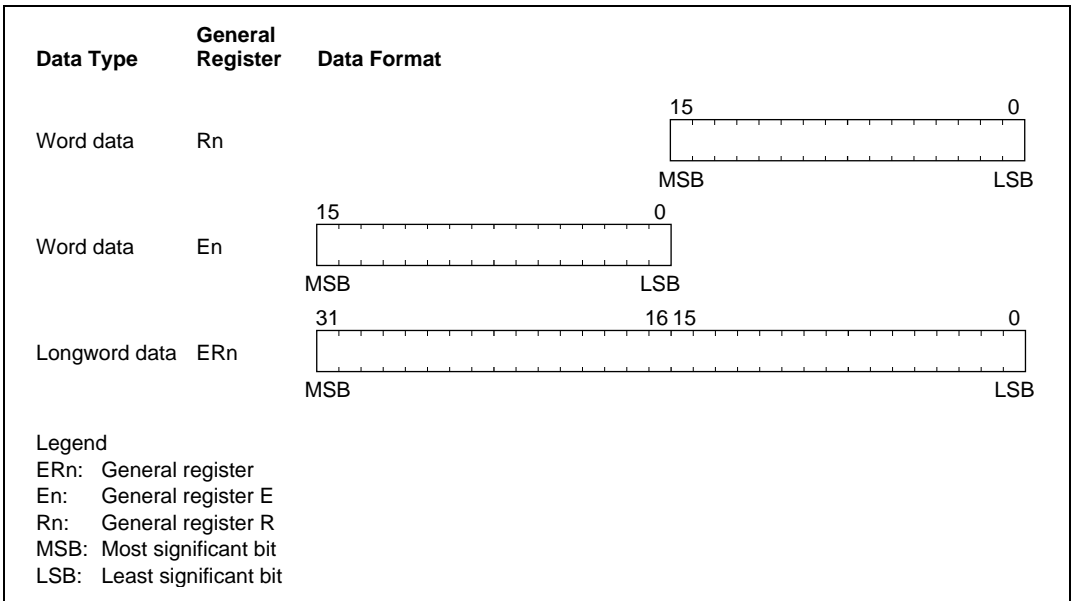 General
Data Type Register Data Format
15 0
Word data Rn
MSB LSB
15 0
Word data En
MSB LSB
31 16 15 0
Longword data ERn
MSB LSB
Legend
ERn: General register
En: General register E
Rn: General register R
MSB: Most significant bit
LSB: Least significant bit